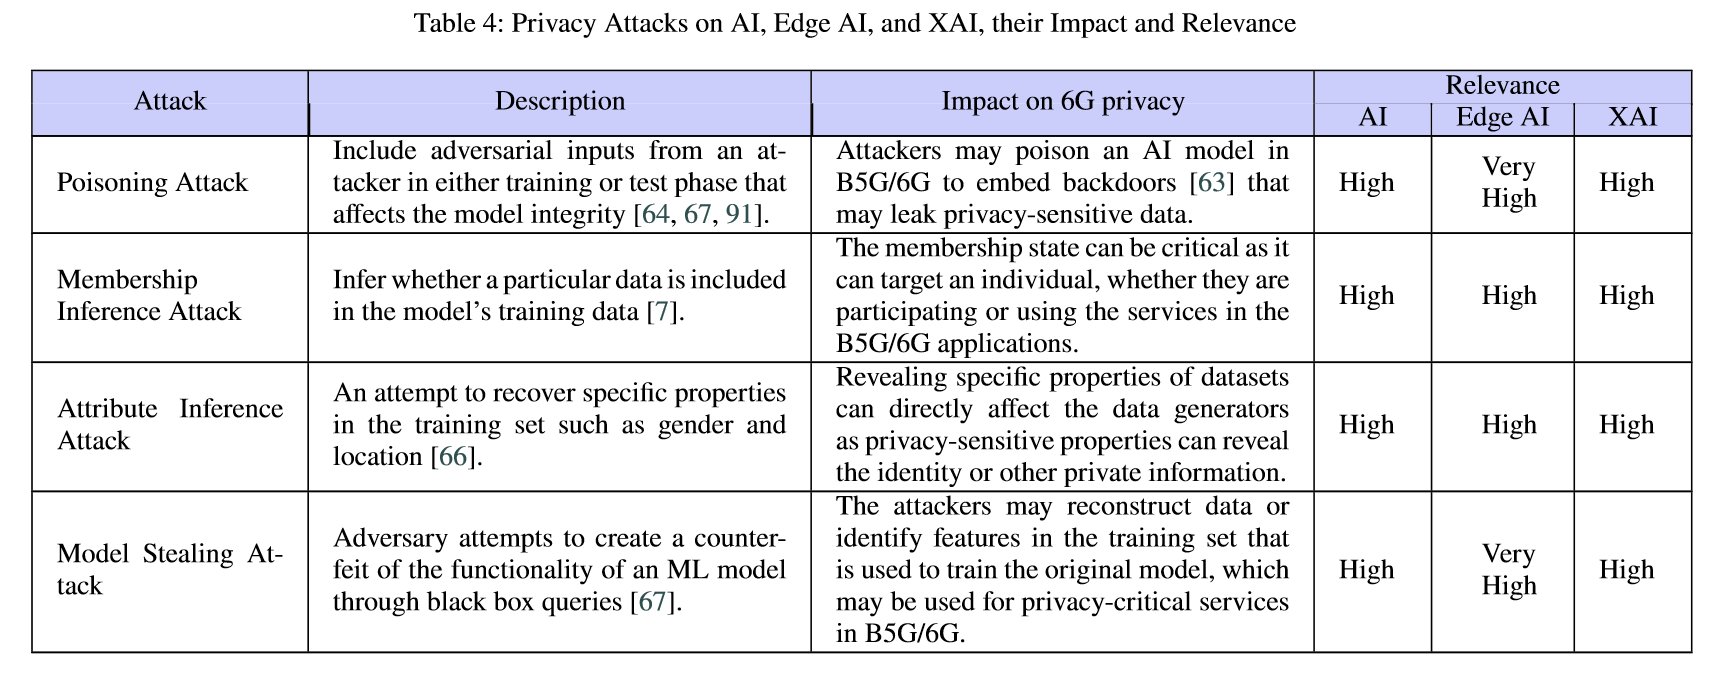 Table 4: Privacy Attacks on AI, Edge AI, and XAI, their Impact and Relevance
Attack
Description
Impact on 6G privacy
Relevance
AI
Edge AI
XAI
Poisoning Attack
Include adversarial inputs from an at-
tacker in either training or test phase that
affects the model integrity [64, 67, 91].
Attackers may poison an AI model in
B5G/6G to embed backdoors [63] that
may leak privacy-sensitive data.
High
Very
High
High
Membership
Inference Attack
Infer whether a particular data is included
in the model's training data [7].
The membership state can be critical as it
can target an individual, whether they are
participating or using the services in the
B5G/6G applications.
High
High
High
Attribute Inference
Attack
An attempt to recover specific properties
in the training set such as gender and
location [66].
Revealing specific properties of datasets
can directly affect the data generators
as privacy-sensitive properties can reveal
the identity or other private information.
High
High
High
Model Stealing At-
tack
Adversary attempts to create a counter-
feit of the functionality of an ML model
through black box queries [67].
The attackers may reconstruct data or
identify features in the training set that
is used to train the original model, which
may be used for privacy-critical services
in B5G/6G.
High
Very
High
High